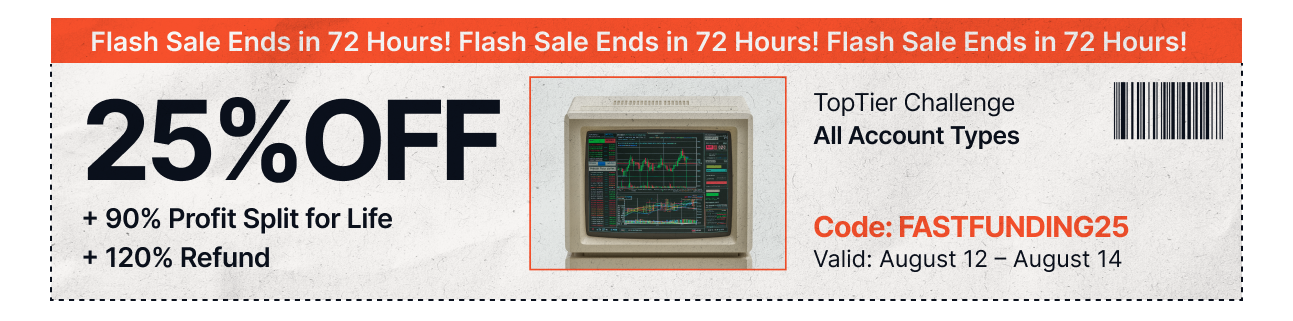 Flash Sale Ends in 72 Hours! Flash Sale Ends in 72 Hours! Flash Sale Ends in 72 Hours!
25%OFF
+ 90% Profit Split for Life
+ 120% Refund
TopTier Challenge
All Account Types
Code: FASTFUNDING25
Valid: August 12 – August 14